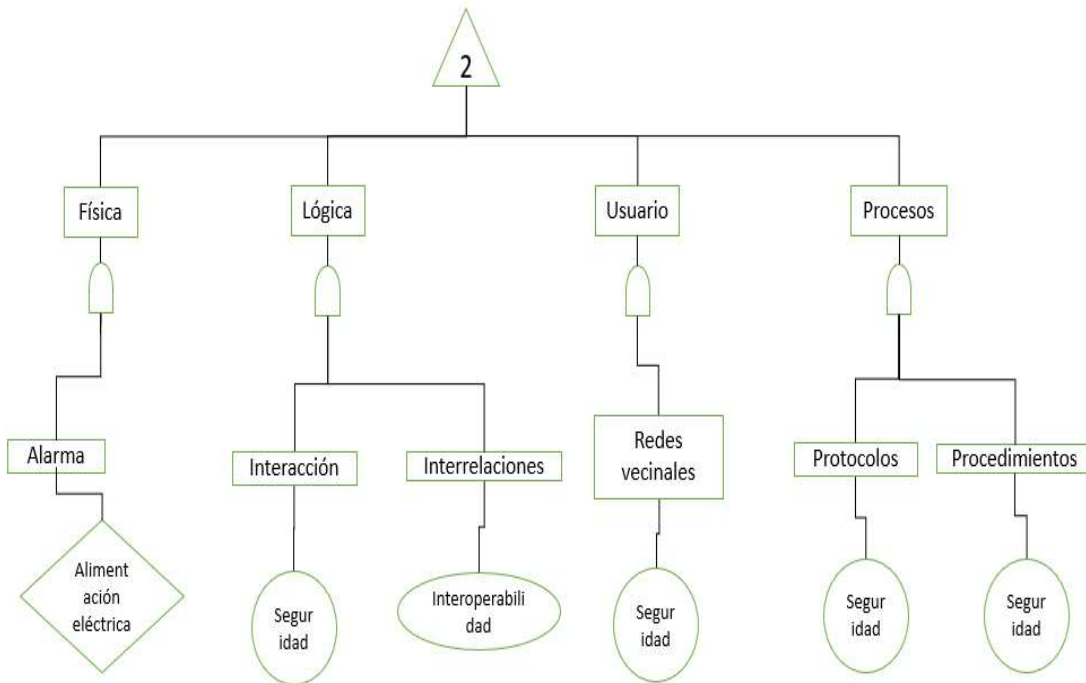 2
Física
Lógica
Usuario
Procesos
Alarma
Interacción
Interrelaciones
Redes
vecinales
Protocolos
Procedimientos
Aliment
ación
eléctrica
Segur
idad
Interoperabili
dad
Segur
idad
Segur
idad
Segur
idad